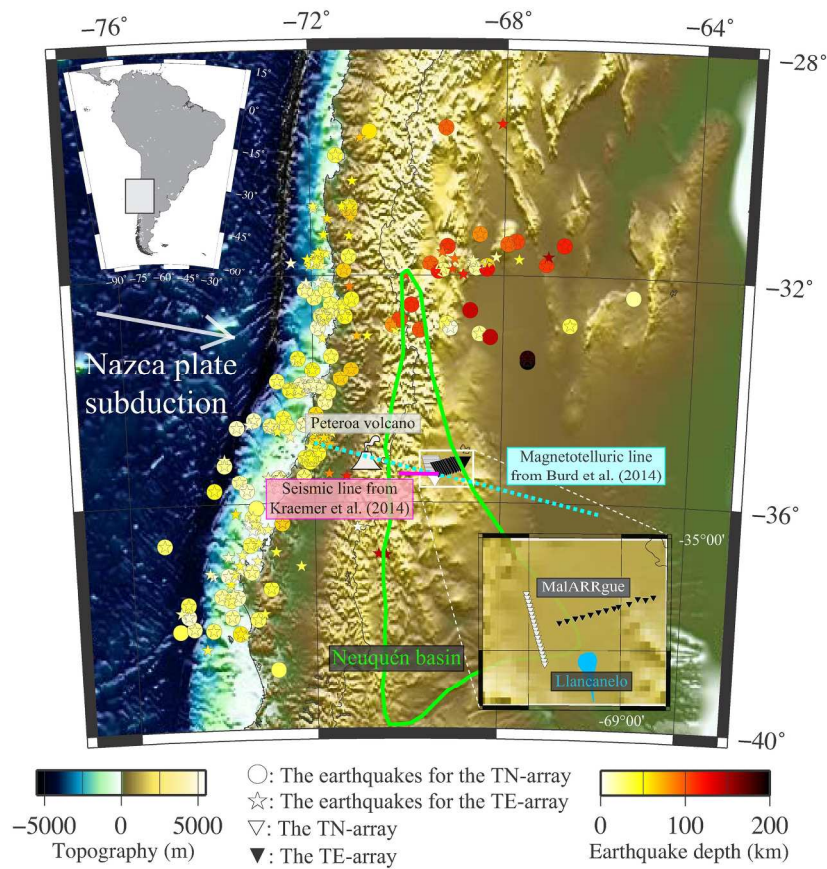 −76°
−72°
−68°
−64°
−28°
−32°
−36°
−40°
15°
0°
−15°
−30°
−45°
−60°
−90°
−75°
−60°
−45°
−30°
Nazca plate
subduction
Peteroa volcano
Magnetotelluric line
from Burd et al. (2014)
Seismic line from
Kraemer et al. (2014)
−35°00'
MalARRgue
Neuquén basin
Llancanelo
−69°00'
○: The earthquakes for the TN-array
☆: The earthquakes for the TE-array
▽: The TN-array
▼: The TE-array
−5000 0 5000
Topography (m)
0 100 200
Earthquake depth (km)